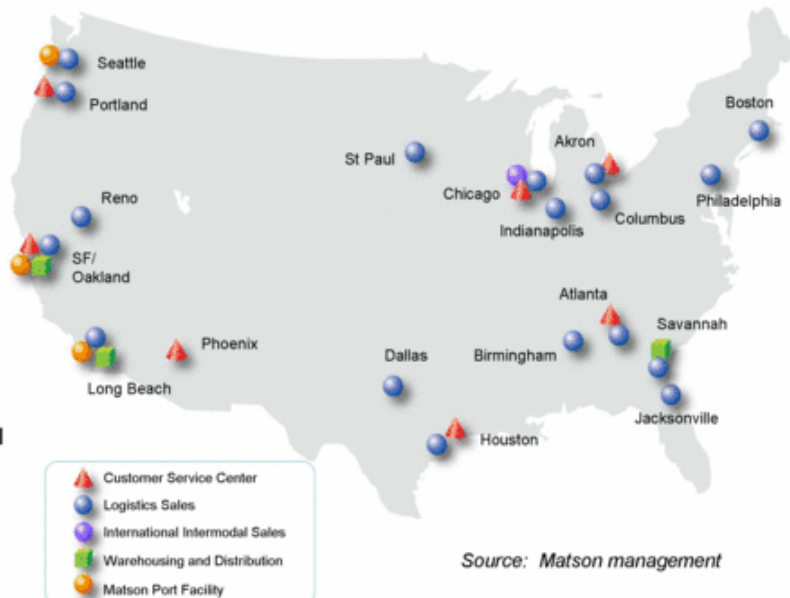 Seattle
Portland
Boston
Akron
St Paul
Chicago
Philadelphia
Reno
Columbus
Indianapolis
SF/
Oakland
Atlanta
Savannah
Phoenix
Dallas
Birmingham
Long Beach
Jacksonville
Houston
Customer Service Center
Logistics Sales
International Intermodal Sales
Warehousing and Distribution
Matson Port Facility
Source: Matson management